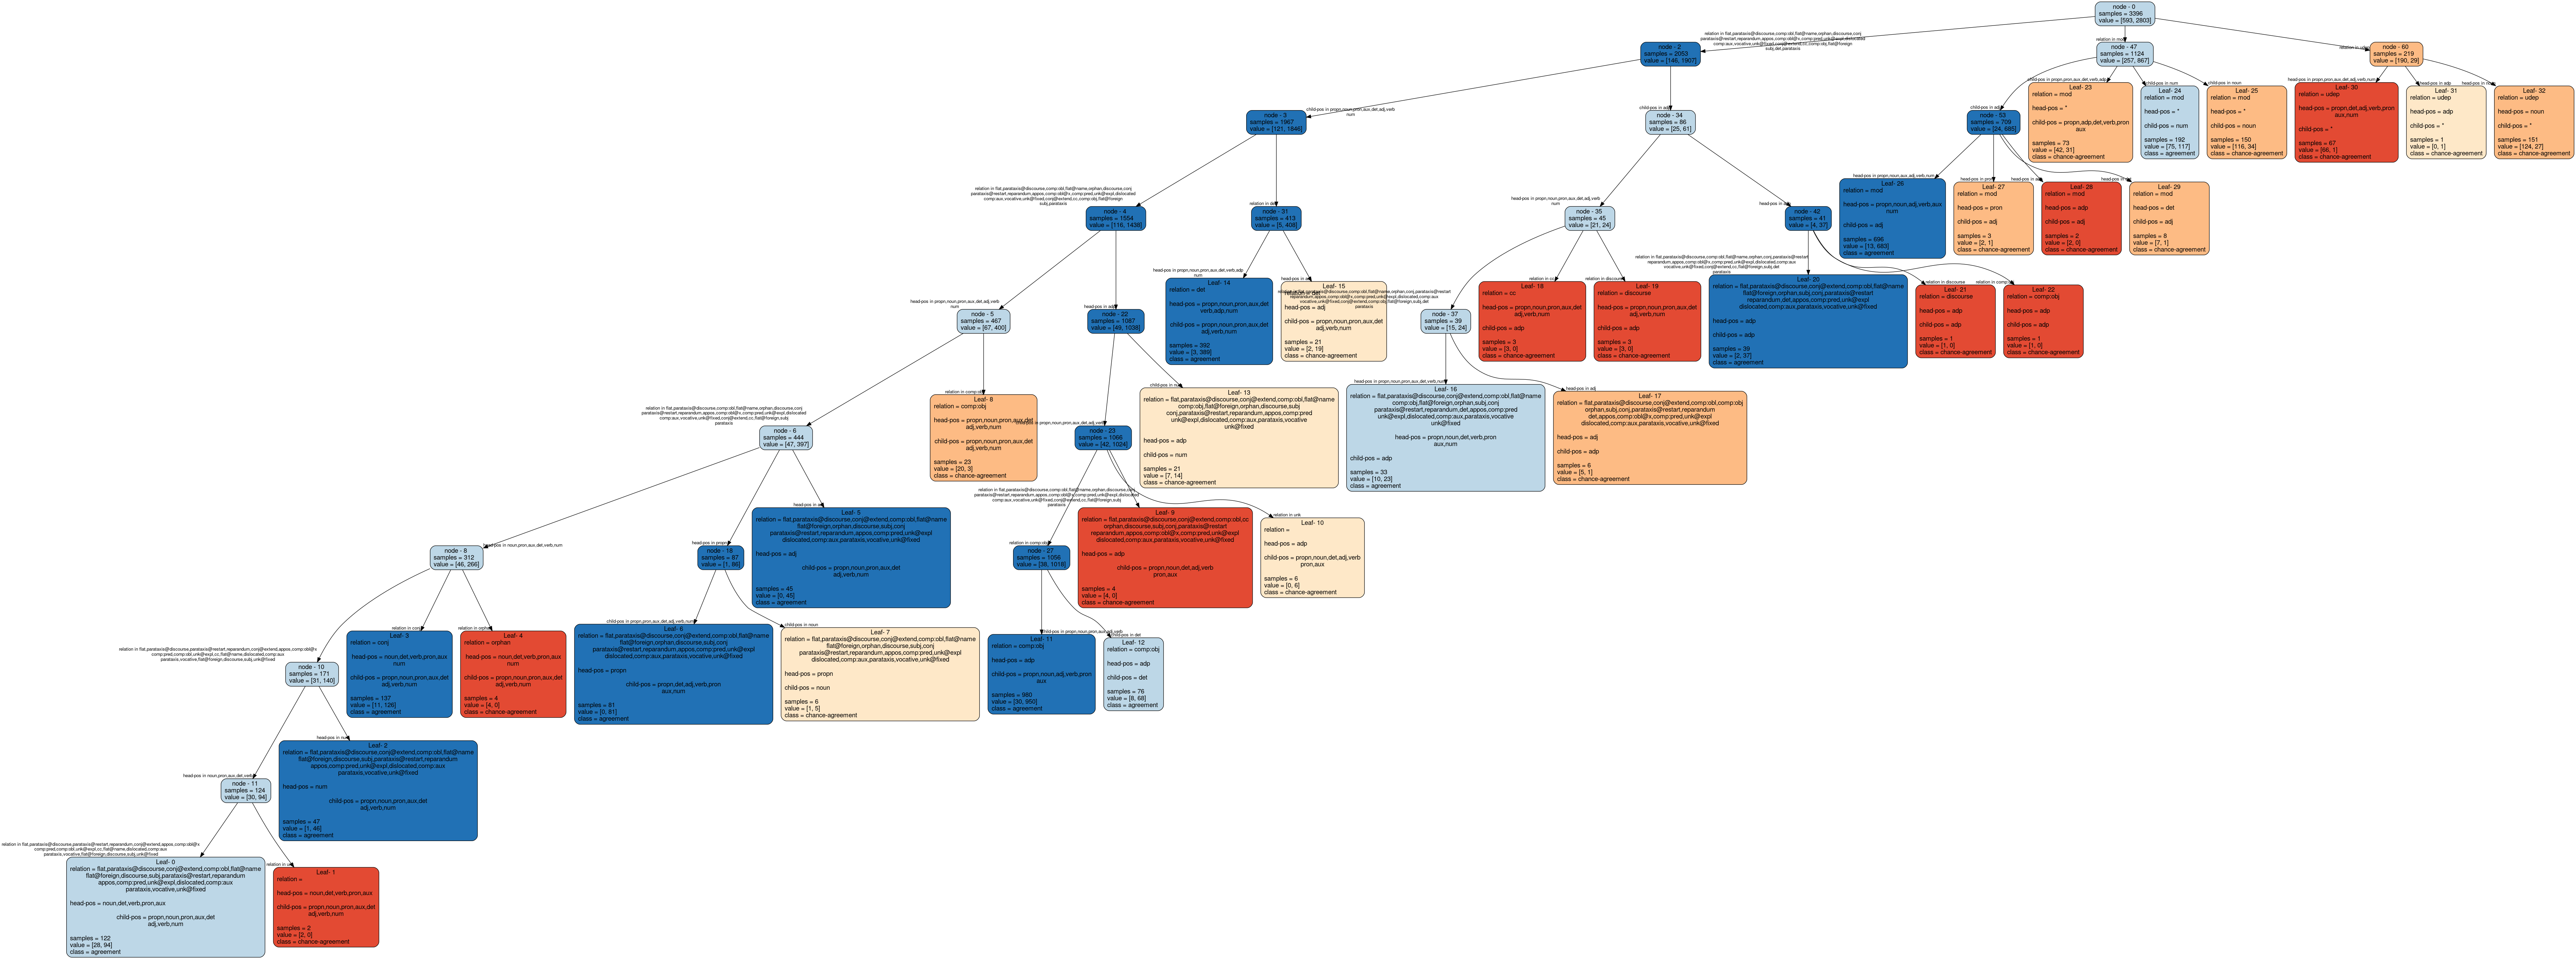 node - 0
samples = 3396
value = [593, 2803]
relation in flat,parataxis@discourse,comp:obl,flat@name,orphan,discourse,conj
parataxis@restart,reparandum,appos,comp:obl@x,comp:pred,unk@expl,dislocated
comp:aux,vocative,unk@fixed,conj@extend,cc,comp:obj,flat@foreign
subj,det,parataxis
node - 2
samples = 2053
value = [146, 1907]
relation in mod
node - 47
samples = 1124
value = [257, 867]
relation in udep
node - 60
samples = 219
value = [190, 29]
child-pos in propn,noun,pron,aux,det,adj,verb
num
node - 3
samples = 1967
value = [121, 1846]
child-pos in adp
node - 34
samples = 86
value = [25, 61]
child-pos in adj
node - 53
samples = 709
value = [24, 685]
child-pos in propn,pron,aux,det,verb,adp
Leaf- 23
relation = mod
head-pos = *
child-pos = propn,adp,det,verb,pron
aux
samples = 73
value = [42, 31]
class = chance-agreement
child-pos in num
Leaf- 24
relation = mod
head-pos = *
child-pos = num
samples = 192
value = [75, 117]
class = agreement
child-pos in noun
Leaf- 25
relation = mod
head-pos = *
child-pos = noun
samples = 150
value = [116, 34]
class = chance-agreement
head-pos in propn,pron,aux,det,adj,verb,num
Leaf- 30
relation = udep
head-pos = propn,det,adj,verb,pron
aux,num
child-pos = *
samples = 67
value = [66, 1]
class = chance-agreement
head-pos in adp
Leaf- 31
relation = udep
head-pos = adp
child-pos = *
samples = 1
value = [0, 1]
class = chance-agreement
head-pos in noun
Leaf- 32
relation = udep
head-pos = noun
child-pos = *
samples = 151
value = [124, 27]
class = chance-agreement
relation in flat,parataxis@discourse,comp:obl,flat@name,orphan,discourse,conj
parataxis@restart,reparandum,appos,comp:obl@x,comp:pred,unk@expl,dislocated
comp:aux,vocative,unk@fixed,conj@extend,cc,comp:obj,flat@foreign
subj,parataxis
node - 4
samples = 1554
value = [116, 1438]
relation in det
node - 31
samples = 413
value = [5, 408]
head-pos in propn,noun,pron,aux,det,adj,verb
num
node - 35
samples = 45
value = [21, 24]
head-pos in adp
node - 42
samples = 41
value = [4, 37]
head-pos in propn,noun,aux,adj,verb,num
Leaf- 26
relation = mod
head-pos = propn,noun,adj,verb,aux
num
child-pos = adj
samples = 696
value = [13, 683]
class = agreement
head-pos in pron
Leaf- 27
relation = mod
head-pos = pron
child-pos = adj
samples = 3
value = [2, 1]
class = chance-agreement
head-pos in adp
Leaf- 28
relation = mod
head-pos = adp
child-pos = adj
samples = 2
value = [2, 0]
class = chance-agreement
head-pos in det
Leaf- 29
relation = mod
head-pos = det
child-pos = adj
samples = 8
value = [7, 1]
class = chance-agreement
head-pos in propn,noun,pron,aux,det,adj,verb
num
node - 5
samples = 467
value = [67, 400]
head-pos in adp
node - 22
samples = 1087
value = [49, 1038]
head-pos in propn,noun,pron,aux,det,verb,adp
num
Leaf- 14
relation = det
head-pos = propn,noun,pron,aux,det
verb,adp,num
child-pos = propn,noun,pron,aux,det
adj,verb,num
samples = 392
value = [3, 389]
class = agreement
head-pos in adj
Leaf- 15
relation = det
head-pos = adj
child-pos = propn,noun,pron,aux,det
adj,verb,num
samples = 21
value = [2, 19]
class = chance-agreement
node - 37
samples = 39
value = [15, 24]
relation in cc
Leaf- 18
relation = cc
head-pos = propn,noun,pron,aux,det
adj,verb,num
child-pos = adp
samples = 3
value = [3, 0]
class = chance-agreement
relation in discourse
Leaf- 19
relation = discourse
head-pos = propn,noun,pron,aux,det
adj,verb,num
child-pos = adp
samples = 3
value = [3, 0]
class = chance-agreement
relation in flat,parataxis@discourse,comp:obl,flat@name,orphan,conj,parataxis@restart
reparandum,appos,comp:obl@x,comp:pred,unk@expl,dislocated,comp:aux
vocative,unk@fixed,conj@extend,cc,flat@foreign,subj,det
parataxis
Leaf- 20
relation = flat,parataxis@discourse,conj@extend,comp:obl,flat@name
flat@foreign,orphan,subj,conj,parataxis@restart
reparandum,det,appos,comp:pred,unk@expl
dislocated,comp:aux,parataxis,vocative,unk@fixed
head-pos = adp
child-pos = adp
samples = 39
value = [2, 37]
class = agreement
relation in discourse
Leaf- 21
relation = discourse
head-pos = adp
child-pos = adp
samples = 1
value = [1, 0]
class = chance-agreement
relation in comp:obj
Leaf- 22
relation = comp:obj
head-pos = adp
child-pos = adp
samples = 1
value = [1, 0]
class = chance-agreement
relation in flat,parataxis@discourse,comp:obl,flat@name,orphan,discourse,conj
parataxis@restart,reparandum,appos,comp:obl@x,comp:pred,unk@expl,dislocated
comp:aux,vocative,unk@fixed,conj@extend,cc,flat@foreign,subj
parataxis
node - 6
samples = 444
value = [47, 397]
relation in comp:obj
Leaf- 8
relation = comp:obj
head-pos = propn,noun,pron,aux,det
adj,verb,num
child-pos = propn,noun,pron,aux,det
adj,verb,num
samples = 23
value = [20, 3]
class = chance-agreement
node - 23
samples = 1066
value = [42, 1024]
child-pos in num
Leaf- 13
relation = flat,parataxis@discourse,conj@extend,comp:obl,flat@name
comp:obj,flat@foreign,orphan,discourse,subj
conj,parataxis@restart,reparandum,appos,comp:pred
unk@expl,dislocated,comp:aux,parataxis,vocative
unk@fixed
head-pos = adp
child-pos = num
samples = 21
value = [7, 14]
class = chance-agreement
head-pos in propn,noun,pron,aux,det,verb,num
Leaf- 16
relation = flat,parataxis@discourse,conj@extend,comp:obl,flat@name
comp:obj,flat@foreign,orphan,subj,conj
parataxis@restart,reparandum,det,appos,comp:pred
unk@expl,dislocated,comp:aux,parataxis,vocative
unk@fixed
head-pos = propn,noun,det,verb,pron
aux,num
child-pos = adp
samples = 33
value = [10, 23]
class = agreement
head-pos in adj
Leaf- 17
relation = flat,parataxis@discourse,conj@extend,comp:obl,comp:obj
orphan,subj,conj,parataxis@restart,reparandum
det,appos,comp:obl@x,comp:pred,unk@expl
dislocated,comp:aux,parataxis,vocative,unk@fixed
head-pos = adj
child-pos = adp
samples = 6
value = [5, 1]
class = chance-agreement
head-pos in noun,pron,aux,det,verb,num
node - 8
samples = 312
value = [46, 266]
head-pos in propn
node - 18
samples = 87
value = [1, 86]
head-pos in adj
Leaf- 5
relation = flat,parataxis@discourse,conj@extend,comp:obl,flat@name
flat@foreign,orphan,discourse,subj,conj
parataxis@restart,reparandum,appos,comp:pred,unk@expl
dislocated,comp:aux,parataxis,vocative,unk@fixed
head-pos = adj
child-pos = propn,noun,pron,aux,det
adj,verb,num
samples = 45
value = [0, 45]
class = agreement
relation in comp:obj
node - 27
samples = 1056
value = [38, 1018]
relation in flat,parataxis@discourse,comp:obl,flat@name,orphan,discourse,conj
parataxis@restart,reparandum,appos,comp:obl@x,comp:pred,unk@expl,dislocated
comp:aux,vocative,unk@fixed,conj@extend,cc,flat@foreign,subj
parataxis
Leaf- 9
relation = flat,parataxis@discourse,conj@extend,comp:obl,cc
orphan,discourse,subj,conj,parataxis@restart
reparandum,appos,comp:obl@x,comp:pred,unk@expl
dislocated,comp:aux,parataxis,vocative,unk@fixed
head-pos = adp
child-pos = propn,noun,det,adj,verb
pron,aux
samples = 4
value = [4, 0]
class = chance-agreement
relation in unk
Leaf- 10
relation =
head-pos = adp
child-pos = propn,noun,det,adj,verb
pron,aux
samples = 6
value = [0, 6]
class = chance-agreement
relation in flat,parataxis@discourse,parataxis@restart,reparandum,conj@extend,appos,comp:obl@x
comp:pred,comp:obl,unk@expl,cc,flat@name,dislocated,comp:aux
parataxis,vocative,flat@foreign,discourse,subj,unk@fixed
node - 10
samples = 171
value = [31, 140]
relation in conj
Leaf- 3
relation = conj
head-pos = noun,det,verb,pron,aux
num
child-pos = propn,noun,pron,aux,det
adj,verb,num
samples = 137
value = [11, 126]
class = agreement
relation in orphan
Leaf- 4
relation = orphan
head-pos = noun,det,verb,pron,aux
num
child-pos = propn,noun,pron,aux,det
adj,verb,num
samples = 4
value = [4, 0]
class = chance-agreement
child-pos in propn,pron,aux,det,adj,verb,num
Leaf- 6
relation = flat,parataxis@discourse,conj@extend,comp:obl,flat@name
flat@foreign,orphan,discourse,subj,conj
parataxis@restart,reparandum,appos,comp:pred,unk@expl
dislocated,comp:aux,parataxis,vocative,unk@fixed
head-pos = propn
child-pos = propn,det,adj,verb,pron
aux,num
samples = 81
value = [0, 81]
class = agreement
child-pos in noun
Leaf- 7
relation = flat,parataxis@discourse,conj@extend,comp:obl,flat@name
flat@foreign,orphan,discourse,subj,conj
parataxis@restart,reparandum,appos,comp:pred,unk@expl
dislocated,comp:aux,parataxis,vocative,unk@fixed
head-pos = propn
child-pos = noun
samples = 6
value = [1, 5]
class = chance-agreement
child-pos in propn,noun,pron,aux,adj,verb
Leaf- 11
relation = comp:obj
head-pos = adp
child-pos = propn,noun,adj,verb,pron
aux
samples = 980
value = [30, 950]
class = agreement
child-pos in det
Leaf- 12
relation = comp:obj
head-pos = adp
child-pos = det
samples = 76
value = [8, 68]
class = agreement
head-pos in noun,pron,aux,det,verb
node - 11
samples = 124
value = [30, 94]
head-pos in num
Leaf- 2
relation = flat,parataxis@discourse,conj@extend,comp:obl,flat@name
flat@foreign,discourse,subj,parataxis@restart,reparandum
appos,comp:pred,unk@expl,dislocated,comp:aux
parataxis,vocative,unk@fixed
head-pos = num
child-pos = propn,noun,pron,aux,det
adj,verb,num
samples = 47
value = [1, 46]
class = agreement
relation in flat,parataxis@discourse,parataxis@restart,reparandum,conj@extend,appos,comp:obl@x
comp:pred,comp:obl,unk@expl,cc,flat@name,dislocated,comp:aux
parataxis,vocative,flat@foreign,discourse,subj,unk@fixed
Leaf- 0
relation = flat,parataxis@discourse,conj@extend,comp:obl,flat@name
flat@foreign,discourse,subj,parataxis@restart,reparandum
appos,comp:pred,unk@expl,dislocated,comp:aux
parataxis,vocative,unk@fixed
head-pos = noun,det,verb,pron,aux
child-pos = propn,noun,pron,aux,det
adj,verb,num
samples = 122
value = [28, 94]
class = agreement
relation in unk
Leaf- 1
relation =
head-pos = noun,det,verb,pron,aux
child-pos = propn,noun,pron,aux,det
adj,verb,num
samples = 2
value = [2, 0]
class = chance-agreement